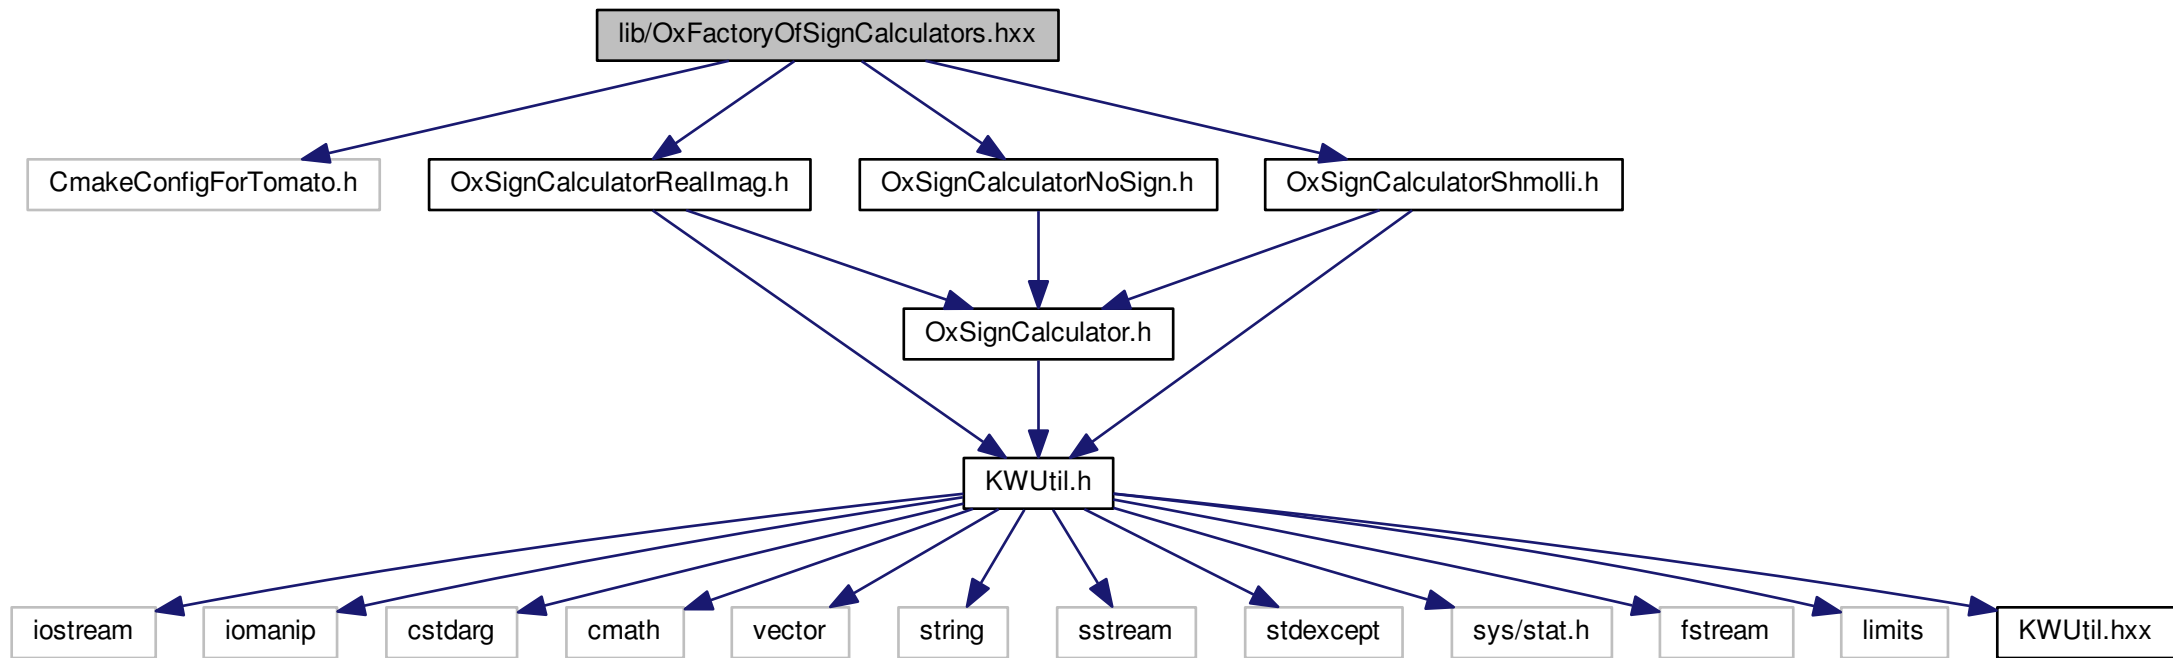 lib/OxFactoryOfSignCalculators.hxx
CmakeConfigForTomato.h
OxSignCalculatorRealImag.h
OxSignCalculatorNoSign.h
OxSignCalculatorShmolli.h
OxSignCalculator.h
KWUtil.h
iostream
iomanip
cstdarg
cmath
vector
string
sstream
stdexcept
sys/stat.h
fstream
limits
KWUtil.hxx